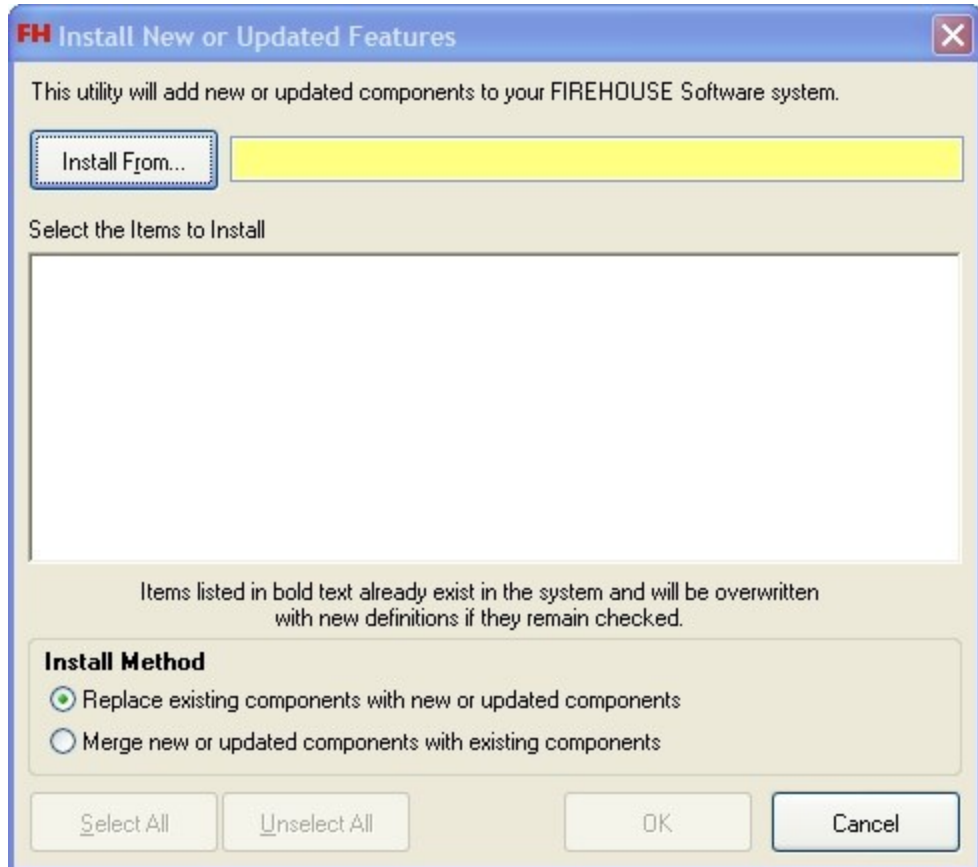 FH Install New or Updated Features
This utility will add new or updated components to your FIREHOUSE Software system.
Install From...
Select the Items to Install
Items listed in bold text already exist in the system and will be overwritten
with new definitions if they remain checked.
Install Method
Replace existing components with new or updated components
Merge new or updated components with existing components
Select All Unselect All OK Cancel